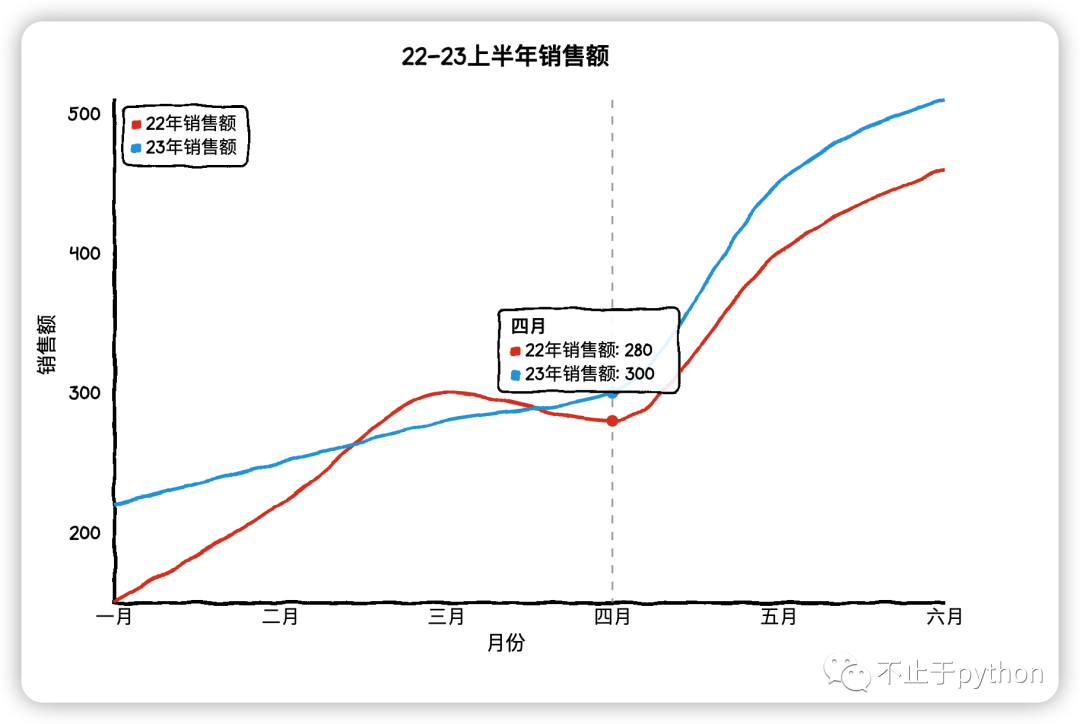 22-23上半年销售额
22年销售额
23年销售额
500
400
300
200
销售额
四月
22年销售额: 280
23年销售额: 300
一月 二月 三月 四月 五月 六月
月份
不止于python